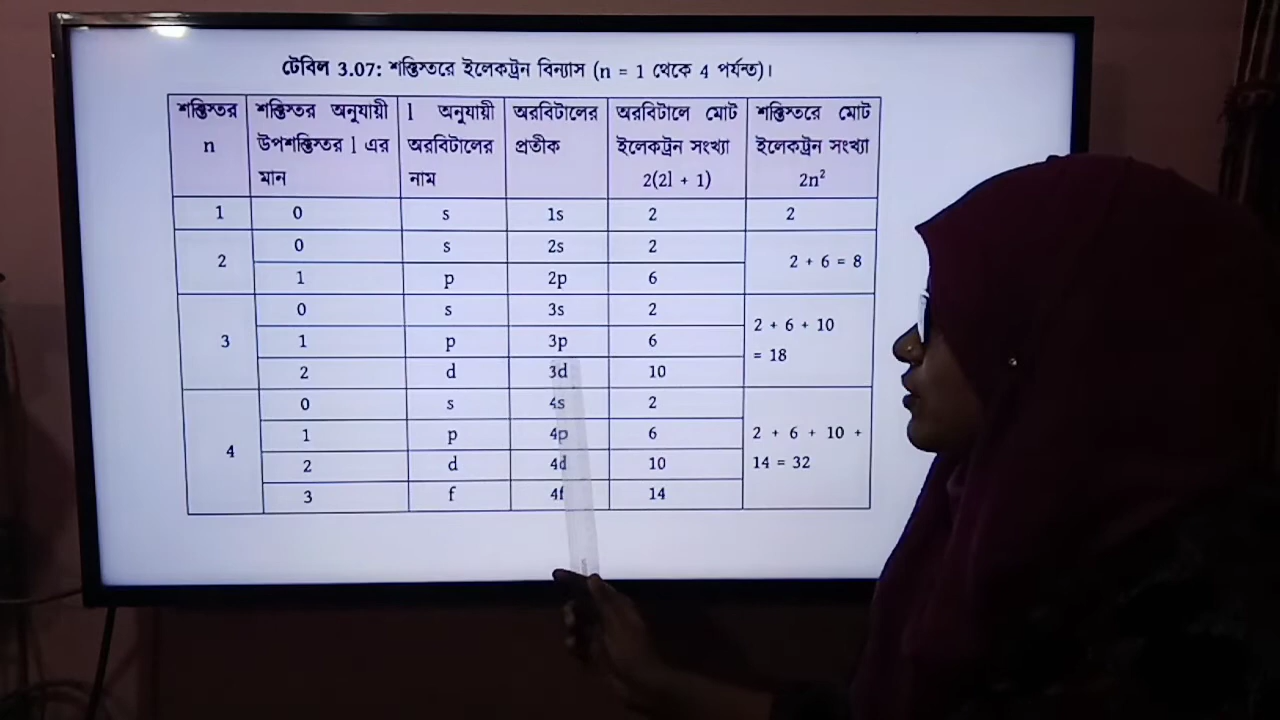 টেবিল 3.07: শক্তিস্তরে ইলেকট্রন বিন্যাস (n = 1 থেকে 4 পর্যন্ত)।
শক্তিস্তর n | শক্তিস্তর অনুযায়ী উপশক্তিস্তর l এর মান | l অনুযায়ী অরবিটালের নাম | অরবিটালের প্রতীক | অরবিটালে মোট ইলেকট্রন সংখ্যা 2(2l + 1) | শক্তিস্তরে মোট ইলেকট্রন সংখ্যা 2n²
1 | 0 | s | 1s | 2 | 2
2 | 0 | s | 2s | 2 | 2 + 6 = 8
1 | p | 2p | 6
3 | 0 | s | 3s | 2 | 2 + 6 + 10 = 18
1 | p | 3p | 6
2 | d | 3d | 10
4 | 0 | s | 4s | 2 | 2 + 6 + 10 + 14 = 32
1 | p | 4p | 6
2 | d | 4d | 10
3 | f | 4f | 14